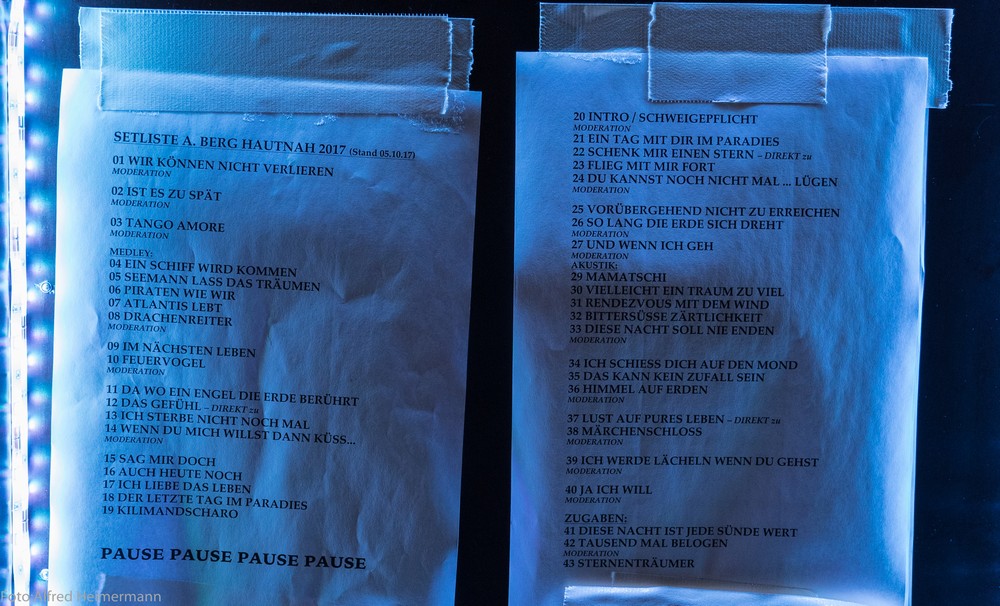 SETLISTE A. BERG HAUTNAH 2017 (Stand 05.10.17)
01 WIR KÖNNEN NICHT VERLIEREN
MODERATION
02 IST ES ZU SPÄT
MODERATION
03 TANGO AMORE
MODERATION
MEDLEY:
04 EIN SCHIFF WIRD KOMMEN
05 SEEMANN LASS DAS TRÄUMEN
06 PIRATEN WIE WIR
07 ATLANTIS LEBT
08 DRACHENREITER
MODERATION
09 IM NÄCHSTEN LEBEN
10 FEUERVOGEL
MODERATION
11 DA WO EIN ENGEL DIE ERDE BERÜHRT
12 DAS GEFÜHL – DIREKT zu
13 ICH STERBE NICHT NOCH MAL
14 WENN DU MICH WILLST DANN KÜSS...
MODERATION
15 SAG MIR DOCH
16 AUCH HEUTE NOCH
17 ICH LIEBE DAS LEBEN
18 DER LETZTE TAG IM PARADIES
19 KILIMANDSCHARO
PAUSE PAUSE PAUSE PAUSE
20 INTRO / SCHWEIGEPFLICHT
MODERATION
21 EIN TAG MIT DIR IM PARADIES
22 SCHENK MIR EINEN STERN – DIREKT zu
23 FLIEG MIT MIR FORT
24 DU KANNST NOCH NICHT MAL ... LÜGEN
MODERATION
25 VORÜBERGEHEND NICHT ZU ERREICHEN
26 SO LANG DIE ERDE SICH DREHT
MODERATION
27 UND WENN ICH GEH
MODERATION
AKUSTIK:
29 MAMATSCHI
30 VIELLEICHT EIN TRAUM ZU VIEL
31 RENDEZVOUS MIT DEM WIND
32 BITTERSÜSSE ZÄRTLICHKEIT
33 DIESE NACHT SOLL NIE ENDEN
MODERATION
34 ICH SCHIESS DICH AUF DEN MOND
35 DAS KANN KEIN ZUFALL SEIN
36 HIMMEL AUF ERDEN
MODERATION
37 LUST AUF PURES LEBEN – DIREKT zu
38 MÄRCHENSCHLOSS
MODERATION
39 ICH WERDE LÄCHELN WENN DU GEHST
MODERATION
40 JA ICH WILL
MODERATION
ZUGABEN:
41 DIESE NACHT IST JEDE SÜNDE WERT
42 TAUSEND MAL BELOGEN
MODERATION
43 STERNENTRÄUMER
Foto Alfred Heimermann